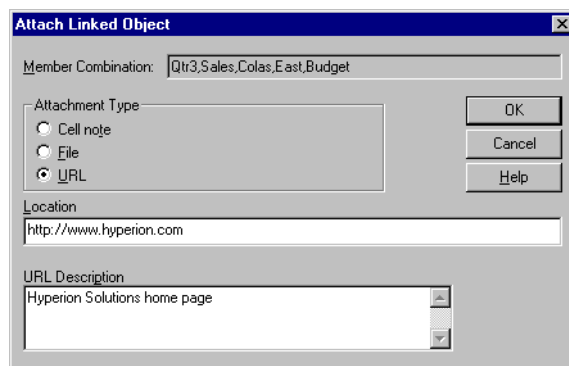 Attach Linked Object
Member Combination: Qtr3,Sales,Colas,East,Budget
Attachment Type
Cell note
File
URL
OK
Cancel
Help
Location
http://www.hyperion.com
URL Description
Hyperion Solutions home page